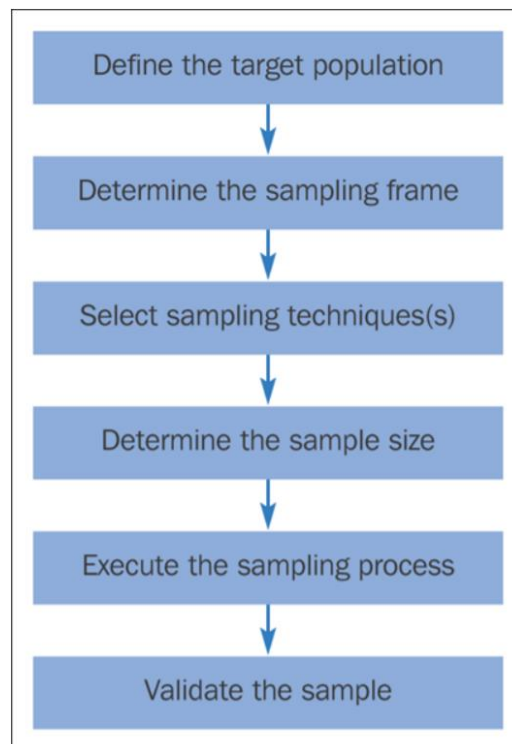 Define the target population
Determine the sampling frame
Select sampling techniques(s)
Determine the sample size
Execute the sampling process
Validate the sample